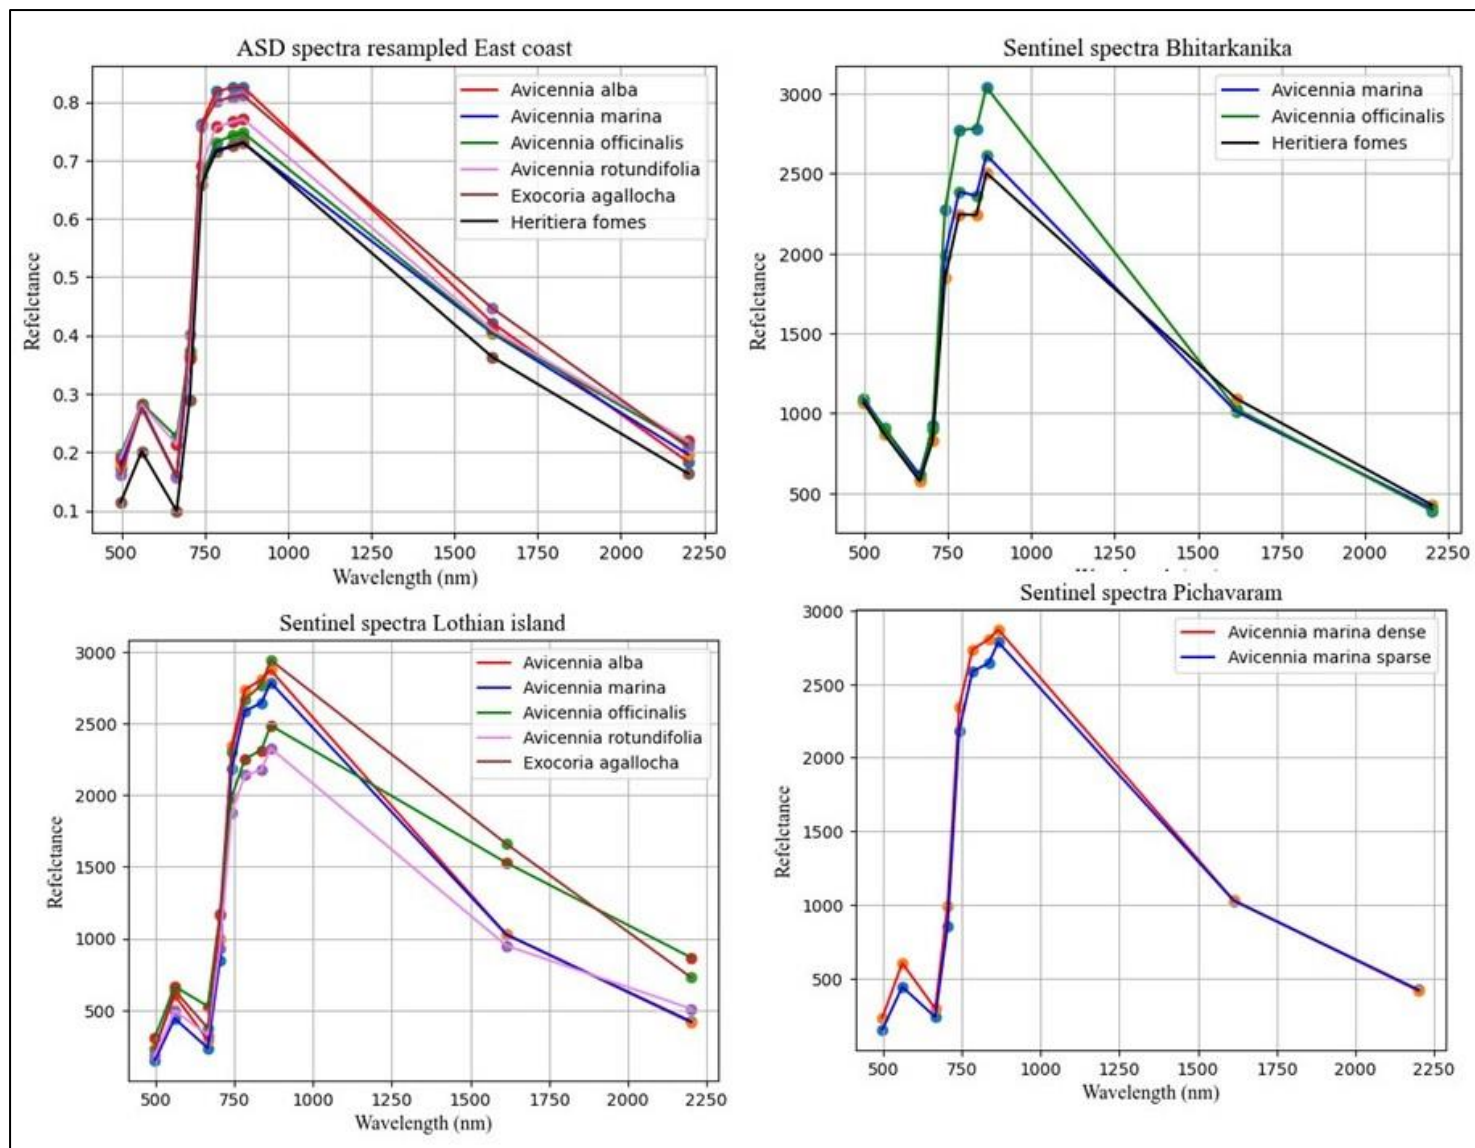 ASD spectra resampled East coast
Avicennia alba
Avicennia marina
Avicennia officinalis
Avicennia rotundifolia
Exocoria agallocha
Heritiera fomes
Refelctance
0.8
0.7
0.6
0.5
0.4
0.3
0.2
0.1
500 750 1000 1250 1500 1750 2000 2250
Wavelength (nm)
Sentinel spectra Bhitarkanika
Avicennia marina
Avicennia officinalis
Heritiera fomes
Refelctance
3000
2500
2000
1500
1000
500
500 750 1000 1250 1500 1750 2000 2250
Sentinel spectra Lothian island
Avicennia alba
Avicennia marina
Avicennia officinalis
Avicennia rotundifolia
Exocoria agallocha
Refelctance
3000
2500
2000
1500
1000
500
500 750 1000 1250 1500 1750 2000 2250
Wavelength (nm)
Sentinel spectra Pichavaram
Avicennia marina dense
Avicennia marina sparse
Refelctance
3000
2500
2000
1500
1000
500
500 750 1000 1250 1500 1750 2000 2250
Wavelength (nm)